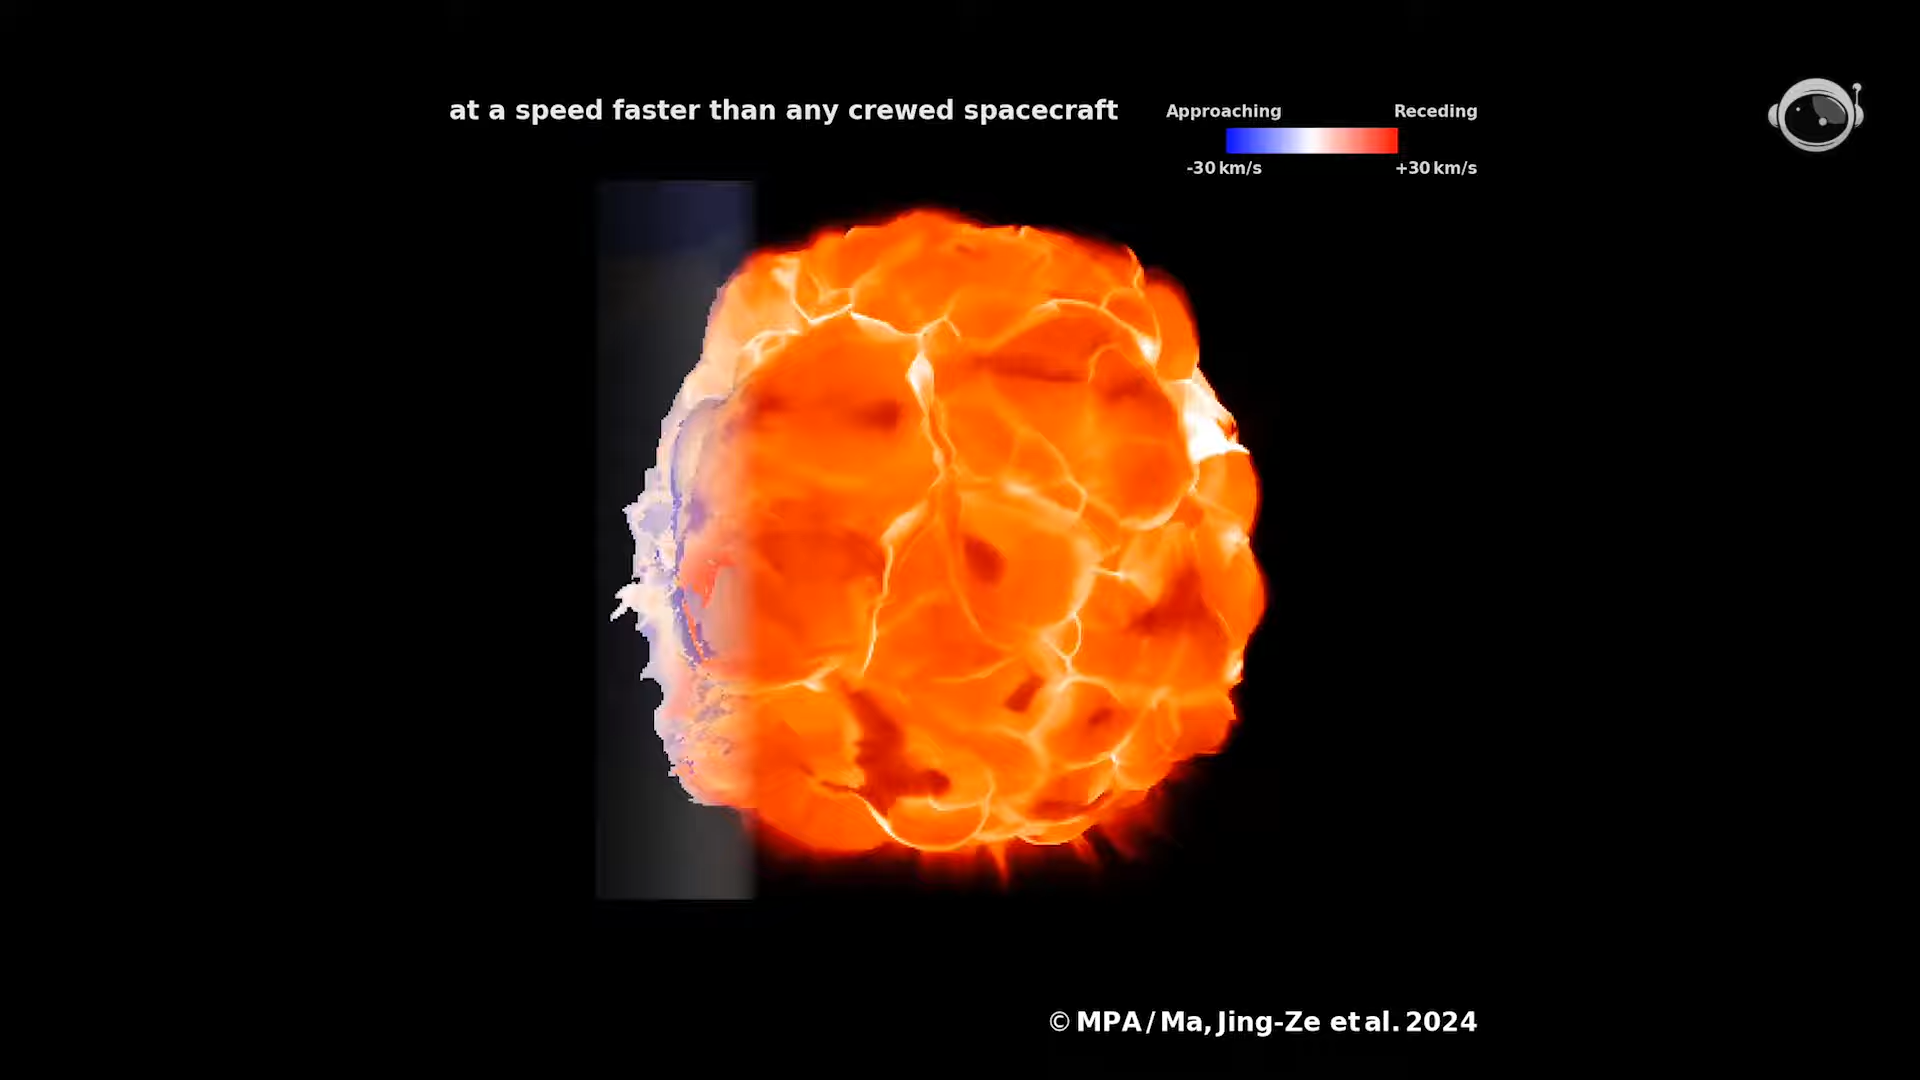 at a speed faster than any crewed spacecraft
Approaching Receding
-30 km/s +30 km/s
© MPA/Ma, Jing-Ze et al. 2024